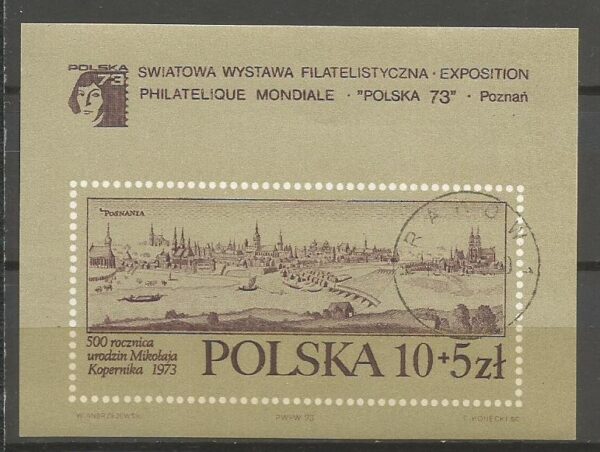 POLSKA
73
SWIATOWA WYSTAWA FILATELISTYCZNA · EXPOSITION
PHILATELIQUE MONDIALE · "POLSKA 73" · Poznań
POSNANIA
500 rocznica
urodzin Mikołaja
Kopernika 1973
POLSKA 10+5zł
PWPW 73